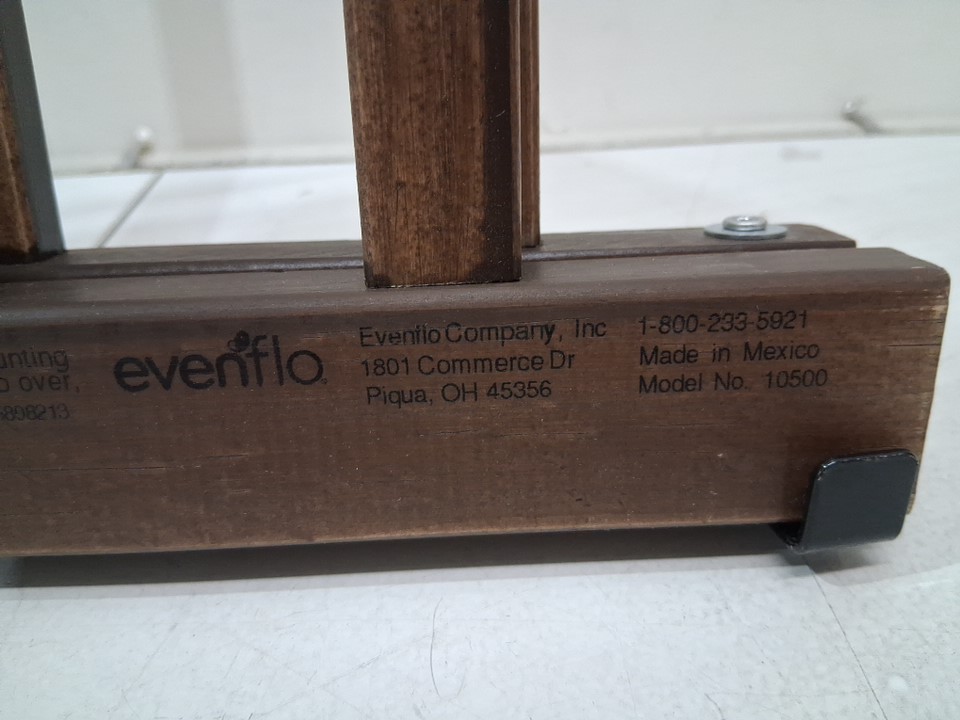 unting
o over,
5898213
evenflo
Evenflo Company, Inc
1801 Commerce Dr
Piqua, OH 45356
1-800-233-5921
Made in Mexico
Model No. 10500